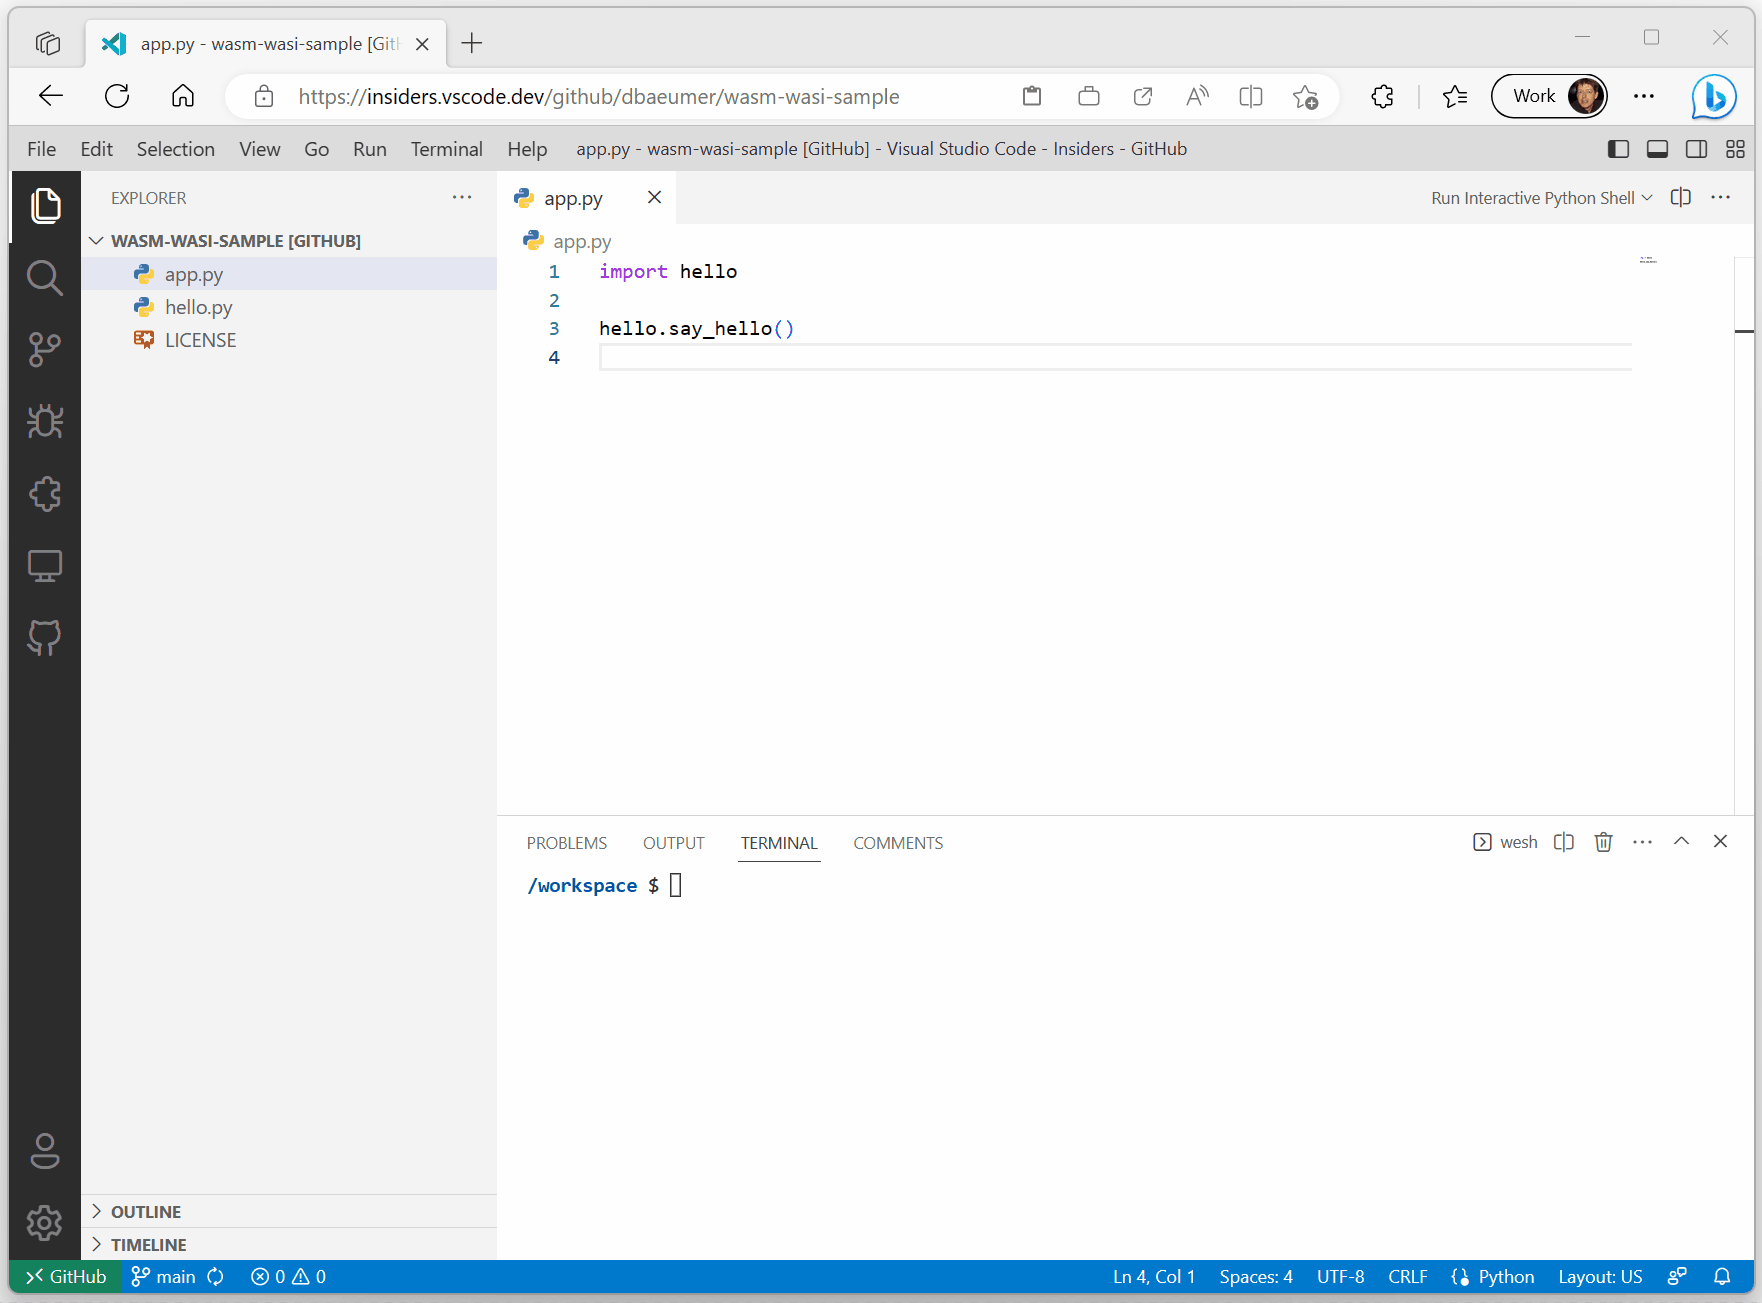 app.py - wasm-wasi-sample [GitH
https://insiders.vscode.dev/github/dbaeumer/wasm-wasi-sample
Work
File Edit Selection View Go Run Terminal Help app.py - wasm-wasi-sample [GitHub] - Visual Studio Code - Insiders - GitHub
EXPLORER
WASM-WASI-SAMPLE [GITHUB]
app.py
hello.py
LICENSE
app.py
Run Interactive Python Shell
app.py
1 import hello
2
3 hello.say_hello()
4
PROBLEMS OUTPUT TERMINAL COMMENTS
wesh
/workspace $
OUTLINE
TIMELINE
GitHub main 0 0 Ln 4, Col 1 Spaces: 4 UTF-8 CRLF Python Layout: US